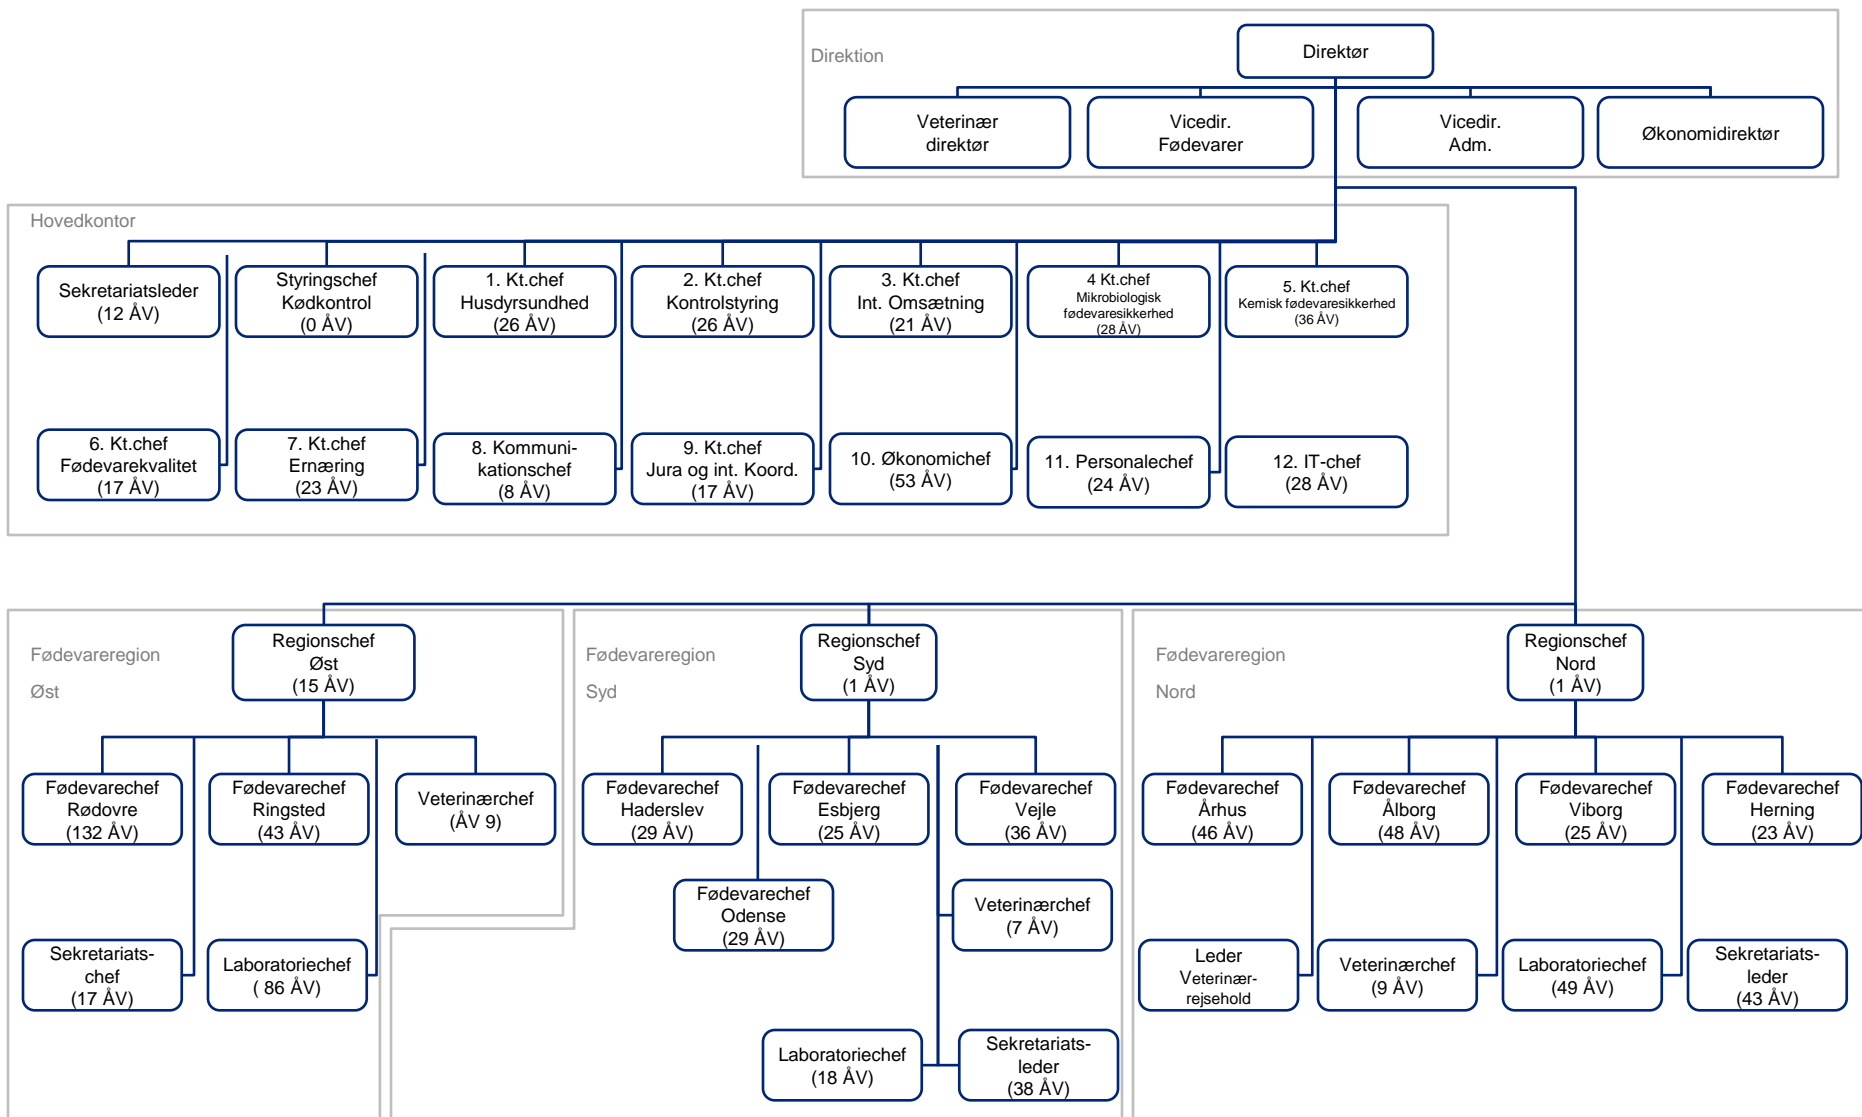 Direktion
Direktør
Veterinær
direktør
Vicedir.
Fødevarer
Vicedir.
Adm.
Økonomidirektør
Hovedkontor
Sekretariatsleder
(12 ÅV)
Styringschef
Kødkontrol
(0 ÅV)
1. Kt.chef
Husdyrsundhed
(26 ÅV)
2. Kt.chef
Kontrolstyring
(26 ÅV)
3. Kt.chef
Int. Omsætning
(21 ÅV)
4 Kt.chef
Mikrobiologisk
fødevaresikkerhed
(28 ÅV)
5. Kt.chef
Kemisk fødevaresikkerhed
(36 ÅV)
6. Kt.chef
Fødevarekvalitet
(17 ÅV)
7. Kt.chef
Ernæring
(23 ÅV)
8. Kommuni-
kationschef
(8 ÅV)
9. Kt.chef
Jura og int. Koord.
(17 ÅV)
10. Økonomichef
(53 ÅV)
11. Personalechef
(24 ÅV)
12. IT-chef
(28 ÅV)
Fødevareregion
Øst
Regionschef
Øst
(15 ÅV)
Fødevarechef
Rødovre
(132 ÅV)
Fødevarechef
Ringsted
(43 ÅV)
Veterinærchef
(ÅV 9)
Sekretariats-
chef
(17 ÅV)
Laboratoriechef
( 86 ÅV)
Fødevareregion
Syd
Regionschef
Syd
(1 ÅV)
Fødevarechef
Haderslev
(29 ÅV)
Fødevarechef
Esbjerg
(25 ÅV)
Fødevarechef
Vejle
(36 ÅV)
Fødevarechef
Odense
(29 ÅV)
Veterinærchef
(7 ÅV)
Laboratoriechef
(18 ÅV)
Sekretariats-
leder
(38 ÅV)
Fødevareregion
Nord
Regionschef
Nord
(1 ÅV)
Fødevarechef
Århus
(46 ÅV)
Fødevarechef
Ålborg
(48 ÅV)
Fødevarechef
Viborg
(25 ÅV)
Fødevarechef
Herning
(23 ÅV)
Leder
Veterinær-
rejsehold
Veterinærchef
(9 ÅV)
Laboratoriechef
(49 ÅV)
Sekretariats-
leder
(43 ÅV)